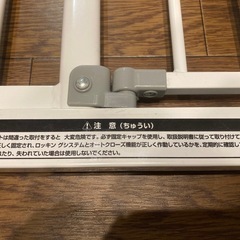 ⚠ 注意（ちゅうい）
トは間違った取付をすると大変危険です。必ず固定キャップを使用し、取扱説明書に従って取り付け
正しく固定され、ロッキングシステムとオートクローズ機能が正しく作動しているかを、定期的に確認して
たり、失われていた場合は使用しないでください。